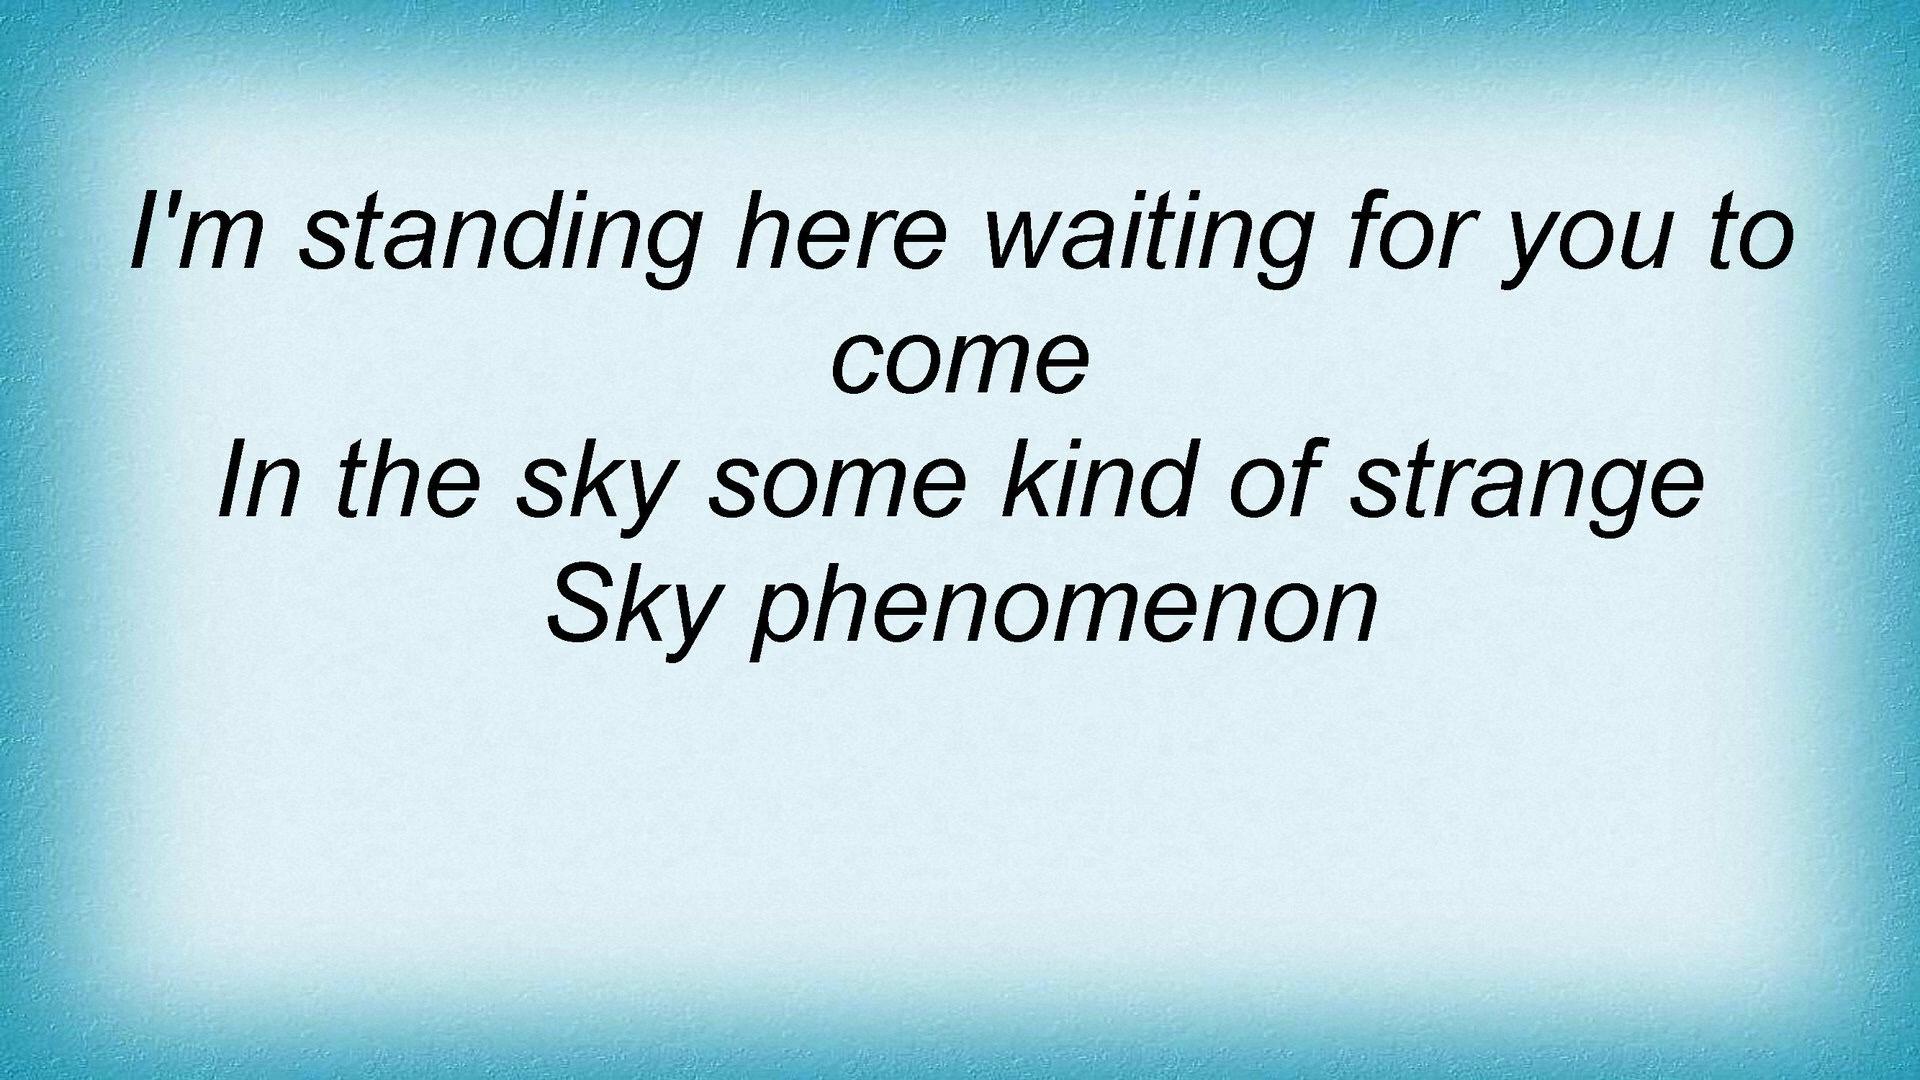 I'm standing here waiting for you to
come
In the sky some kind of strange
Sky phenomenon